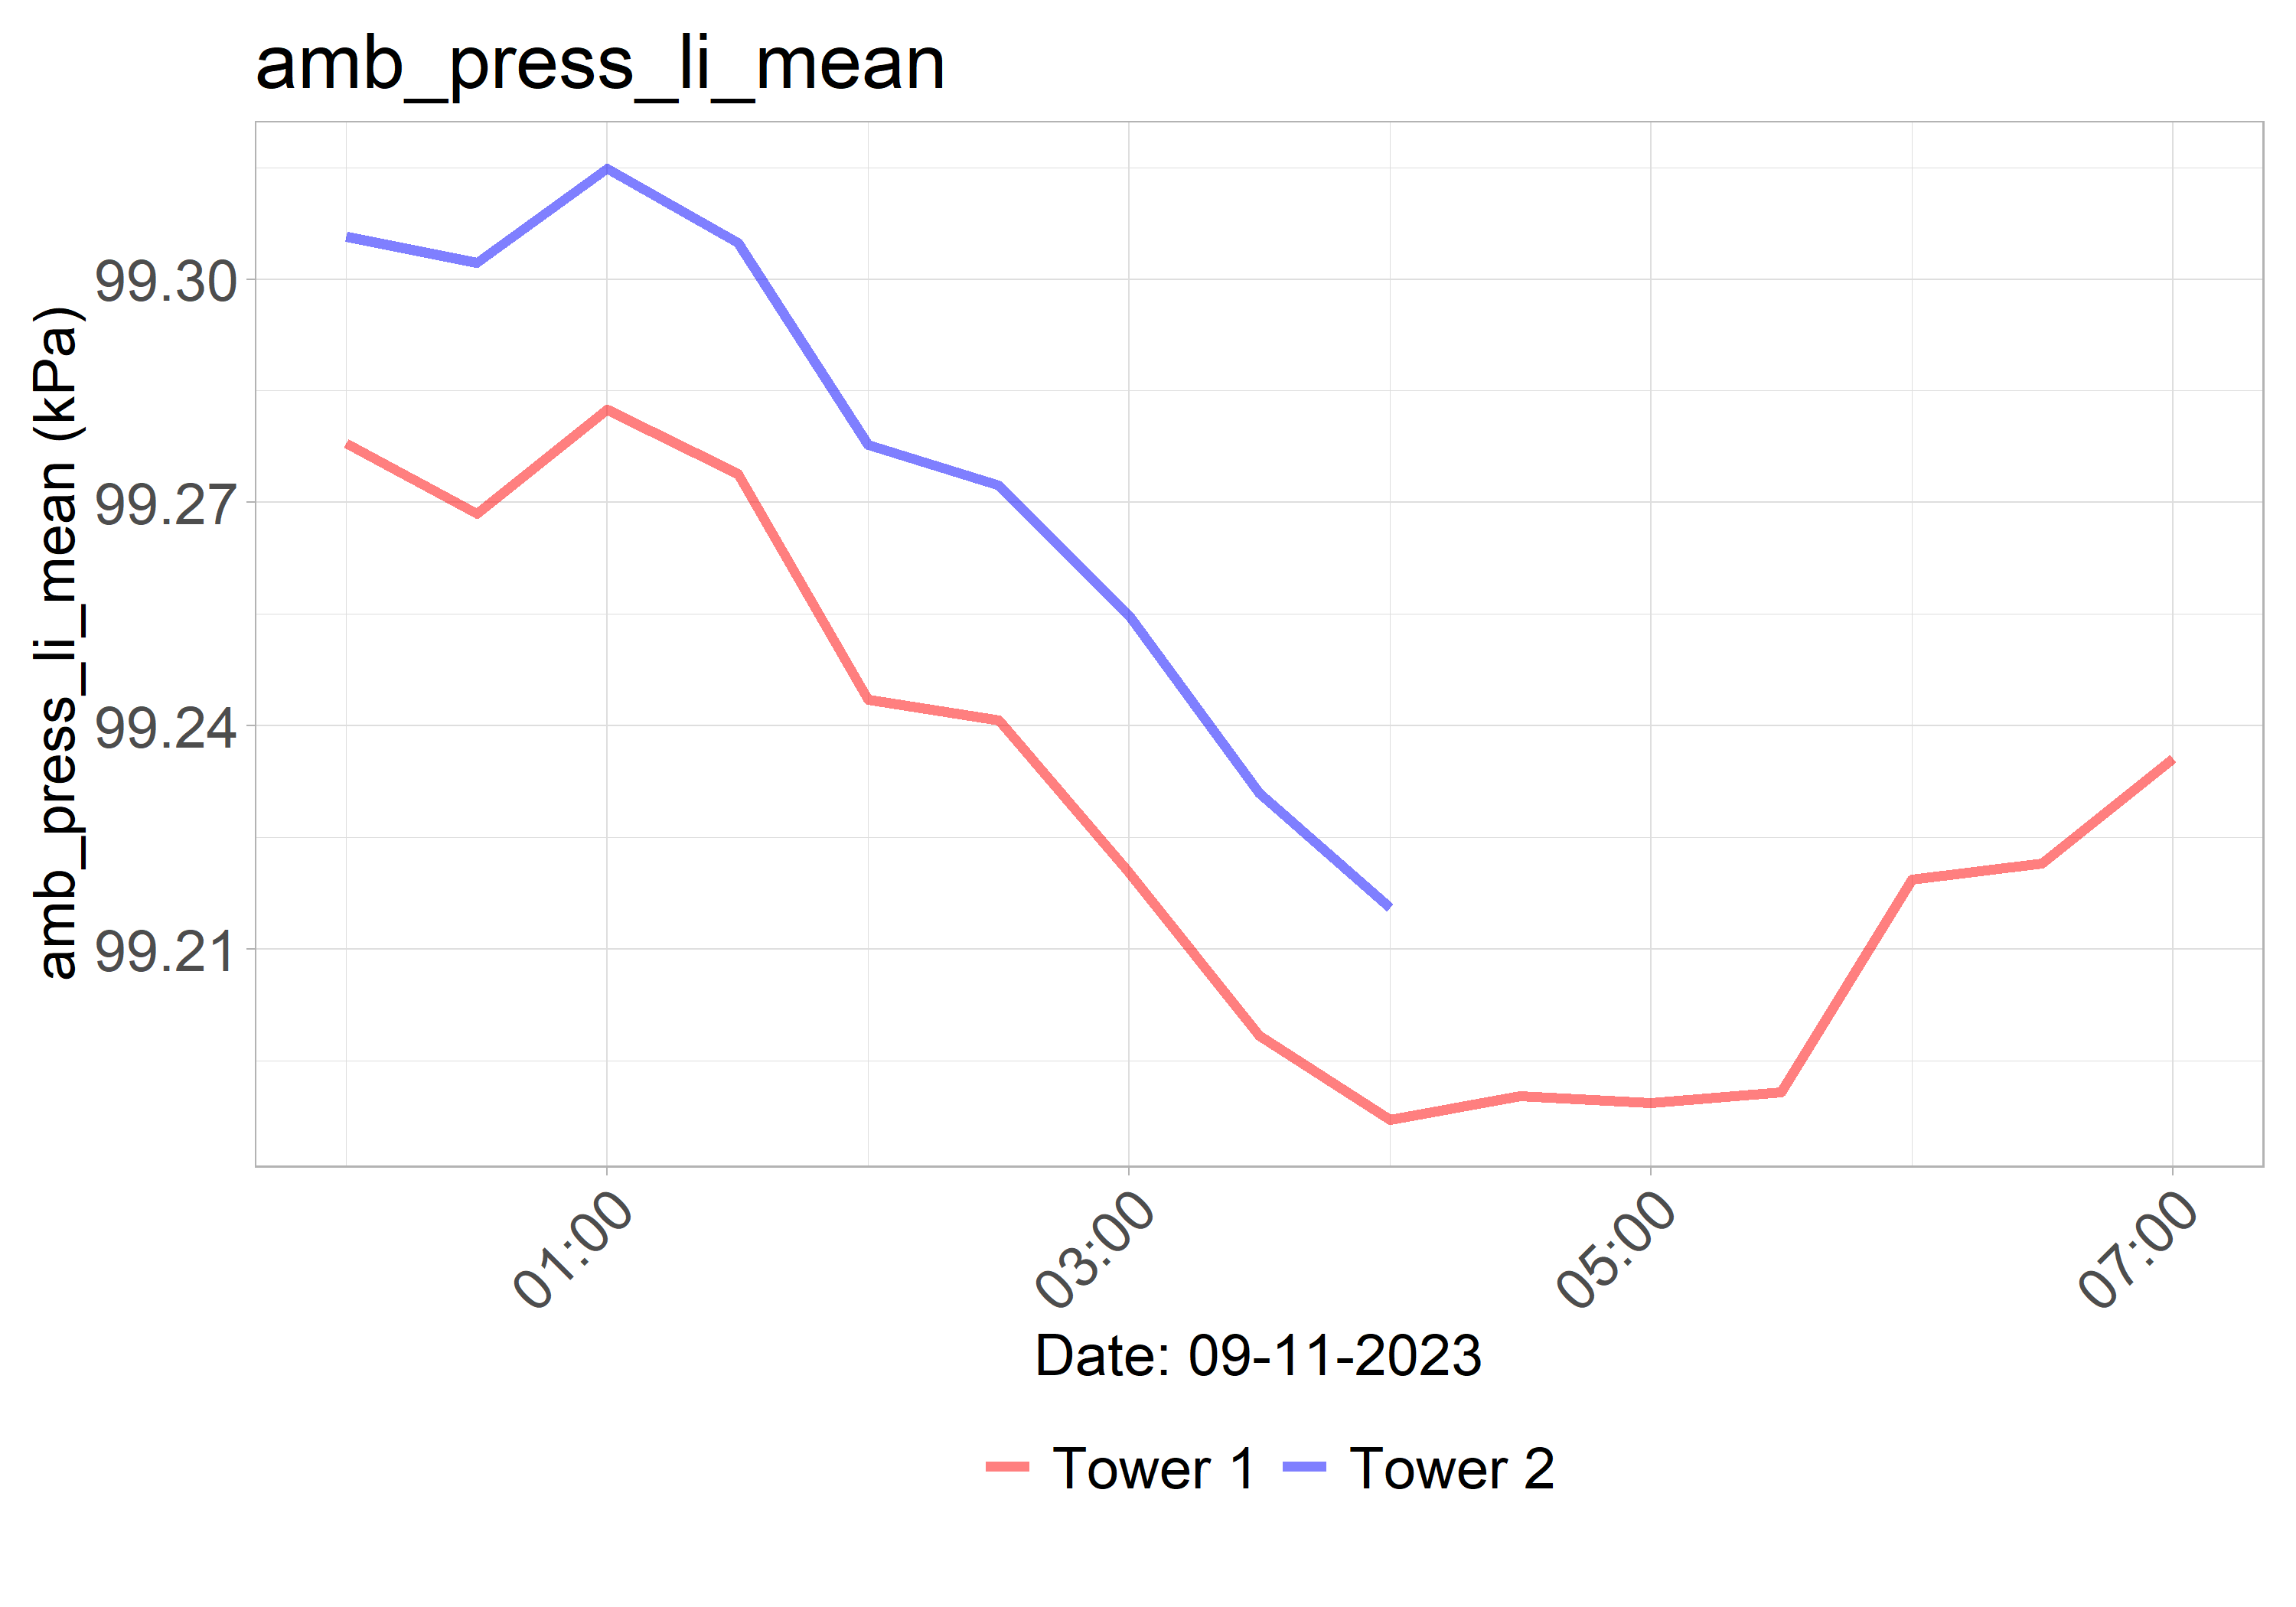 amb_press_li_mean
amb_press_li_mean (kPa)
99.30
99.27
99.24
99.21
01:00
03:00
05:00
07:00
Date: 09-11-2023
Tower 1
Tower 2